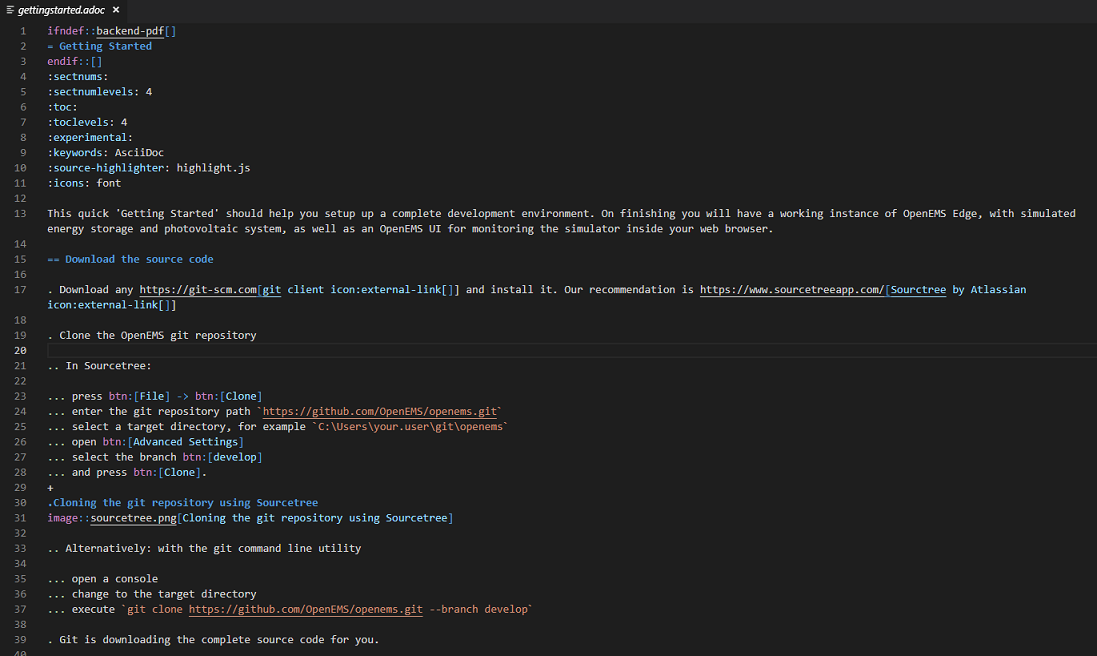 gettingstarted.adoc ×
1 ifndef::backend-pdf[]
2 = Getting Started
3 endif::[]
4 :sectnums:
5 :sectnumlevels: 4
6 :toc:
7 :toclevels: 4
8 :experimental:
9 :keywords: AsciiDoc
10 :source-highlighter: highlight.js
11 :icons: font
12
13 This quick 'Getting Started' should help you setup up a complete development environment. On finishing you will have a working instance of OpenEMS Edge, with simulated
energy storage and photovoltaic system, as well as an OpenEMS UI for monitoring the simulator inside your web browser.
14
15 == Download the source code
16
17 . Download any https://git-scm.com[git client icon:external-link[]] and install it. Our recommendation is https://www.sourcetreeapp.com/[Sourctree by Atlassian
icon:external-link[]]
18
19 . Clone the OpenEMS git repository
20
21 .. In Sourcetree:
22
23 ... press btn:[File] -> btn:[Clone]
24 ... enter the git repository path `https://github.com/OpenEMS/openems.git`
25 ... select a target directory, for example `C:\Users\your.user\git\openems`
26 ... open btn:[Advanced Settings]
27 ... select the branch btn:[develop]
28 ... and press btn:[Clone].
29 +
30 .Cloning the git repository using Sourcetree
31 image::sourcetree.png[Cloning the git repository using Sourcetree]
32
33 .. Alternatively: with the git command line utility
34
35 ... open a console
36 ... change to the target directory
37 ... execute `git clone https://github.com/OpenEMS/openems.git --branch develop`
38
39 . Git is downloading the complete source code for you.
40